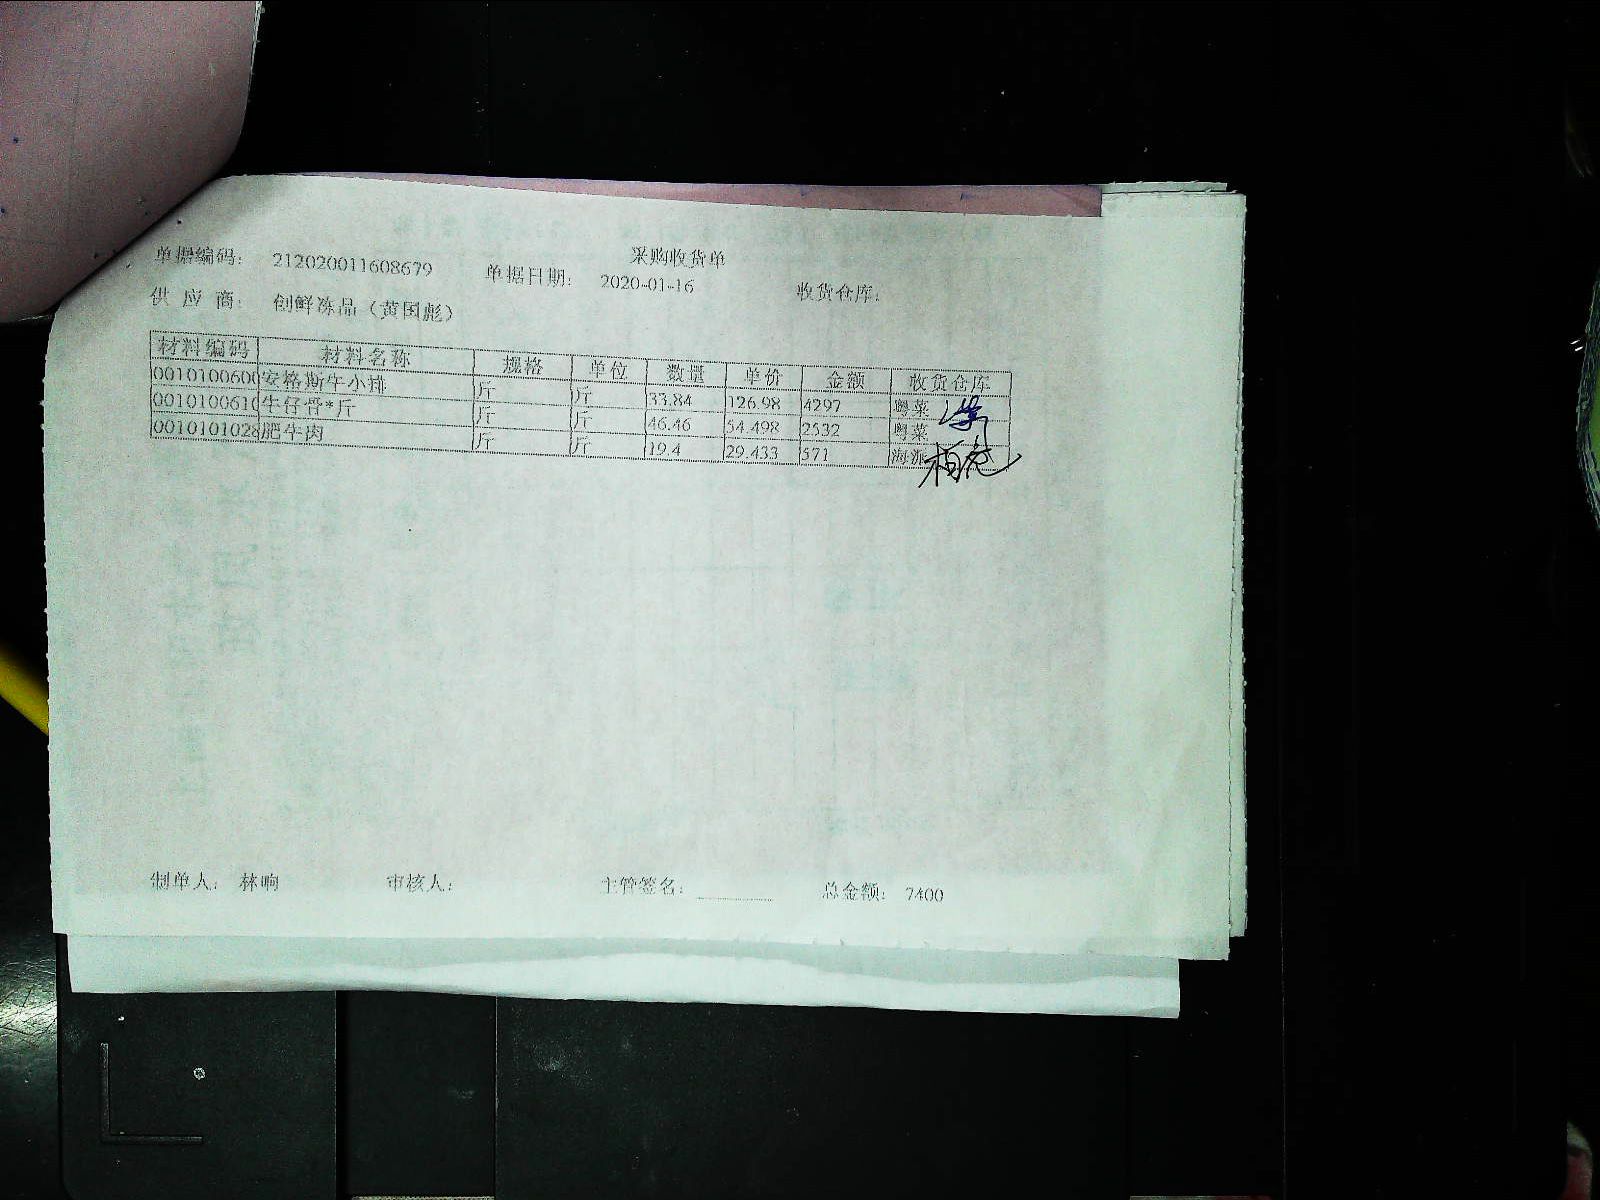 采购收货单
单据编码: 212020011608679 单据日期: 2020-01-16 收货仓库:
供应商: 创鲜冻品(黄国彪)
材料编码 材料名称 规格 单位 数量 单价 金额 收货仓库
0010100600 安格斯牛小排 斤 斤 33.84 126.98 4297 粤菜
0010100610 牛仔骨*斤 斤 斤 46.46 54.498 2532 粤菜
0010101028 肥牛肉 斤 斤 19.4 29.433 571 海派
制单人: 林响 审核人: 主管签名: 总金额: 7400